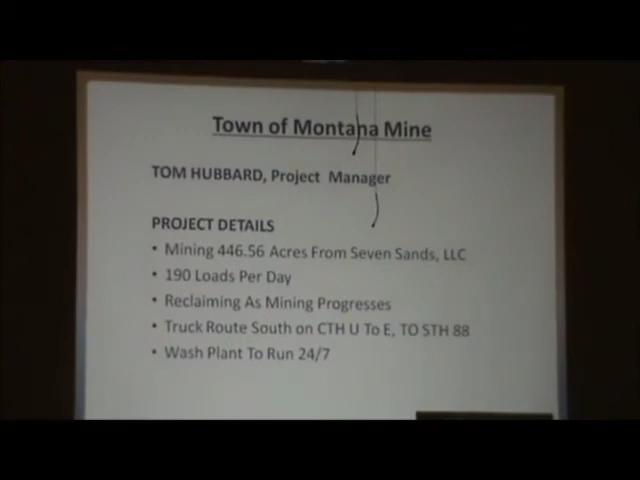 Town of Montana Mine
TOM HUBBARD, Project Manager
PROJECT DETAILS
• Mining 446.56 Acres From Seven Sands, LLC
• 190 Loads Per Day
• Reclaiming As Mining Progresses
• Truck Route South on CTH U To E, TO STH 88
• Wash Plant To Run 24/7